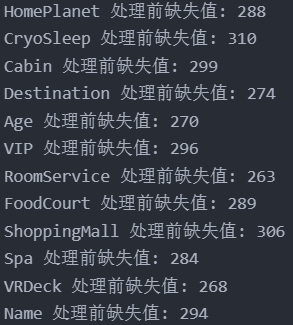 HomePlanet 处理前缺失值: 288
CryoSleep 处理前缺失值: 310
Cabin 处理前缺失值: 299
Destination 处理前缺失值: 274
Age 处理前缺失值: 270
VIP 处理前缺失值: 296
RoomService 处理前缺失值: 263
FoodCourt 处理前缺失值: 289
ShoppingMall 处理前缺失值: 306
Spa 处理前缺失值: 284
VRDeck 处理前缺失值: 268
Name 处理前缺失值: 294